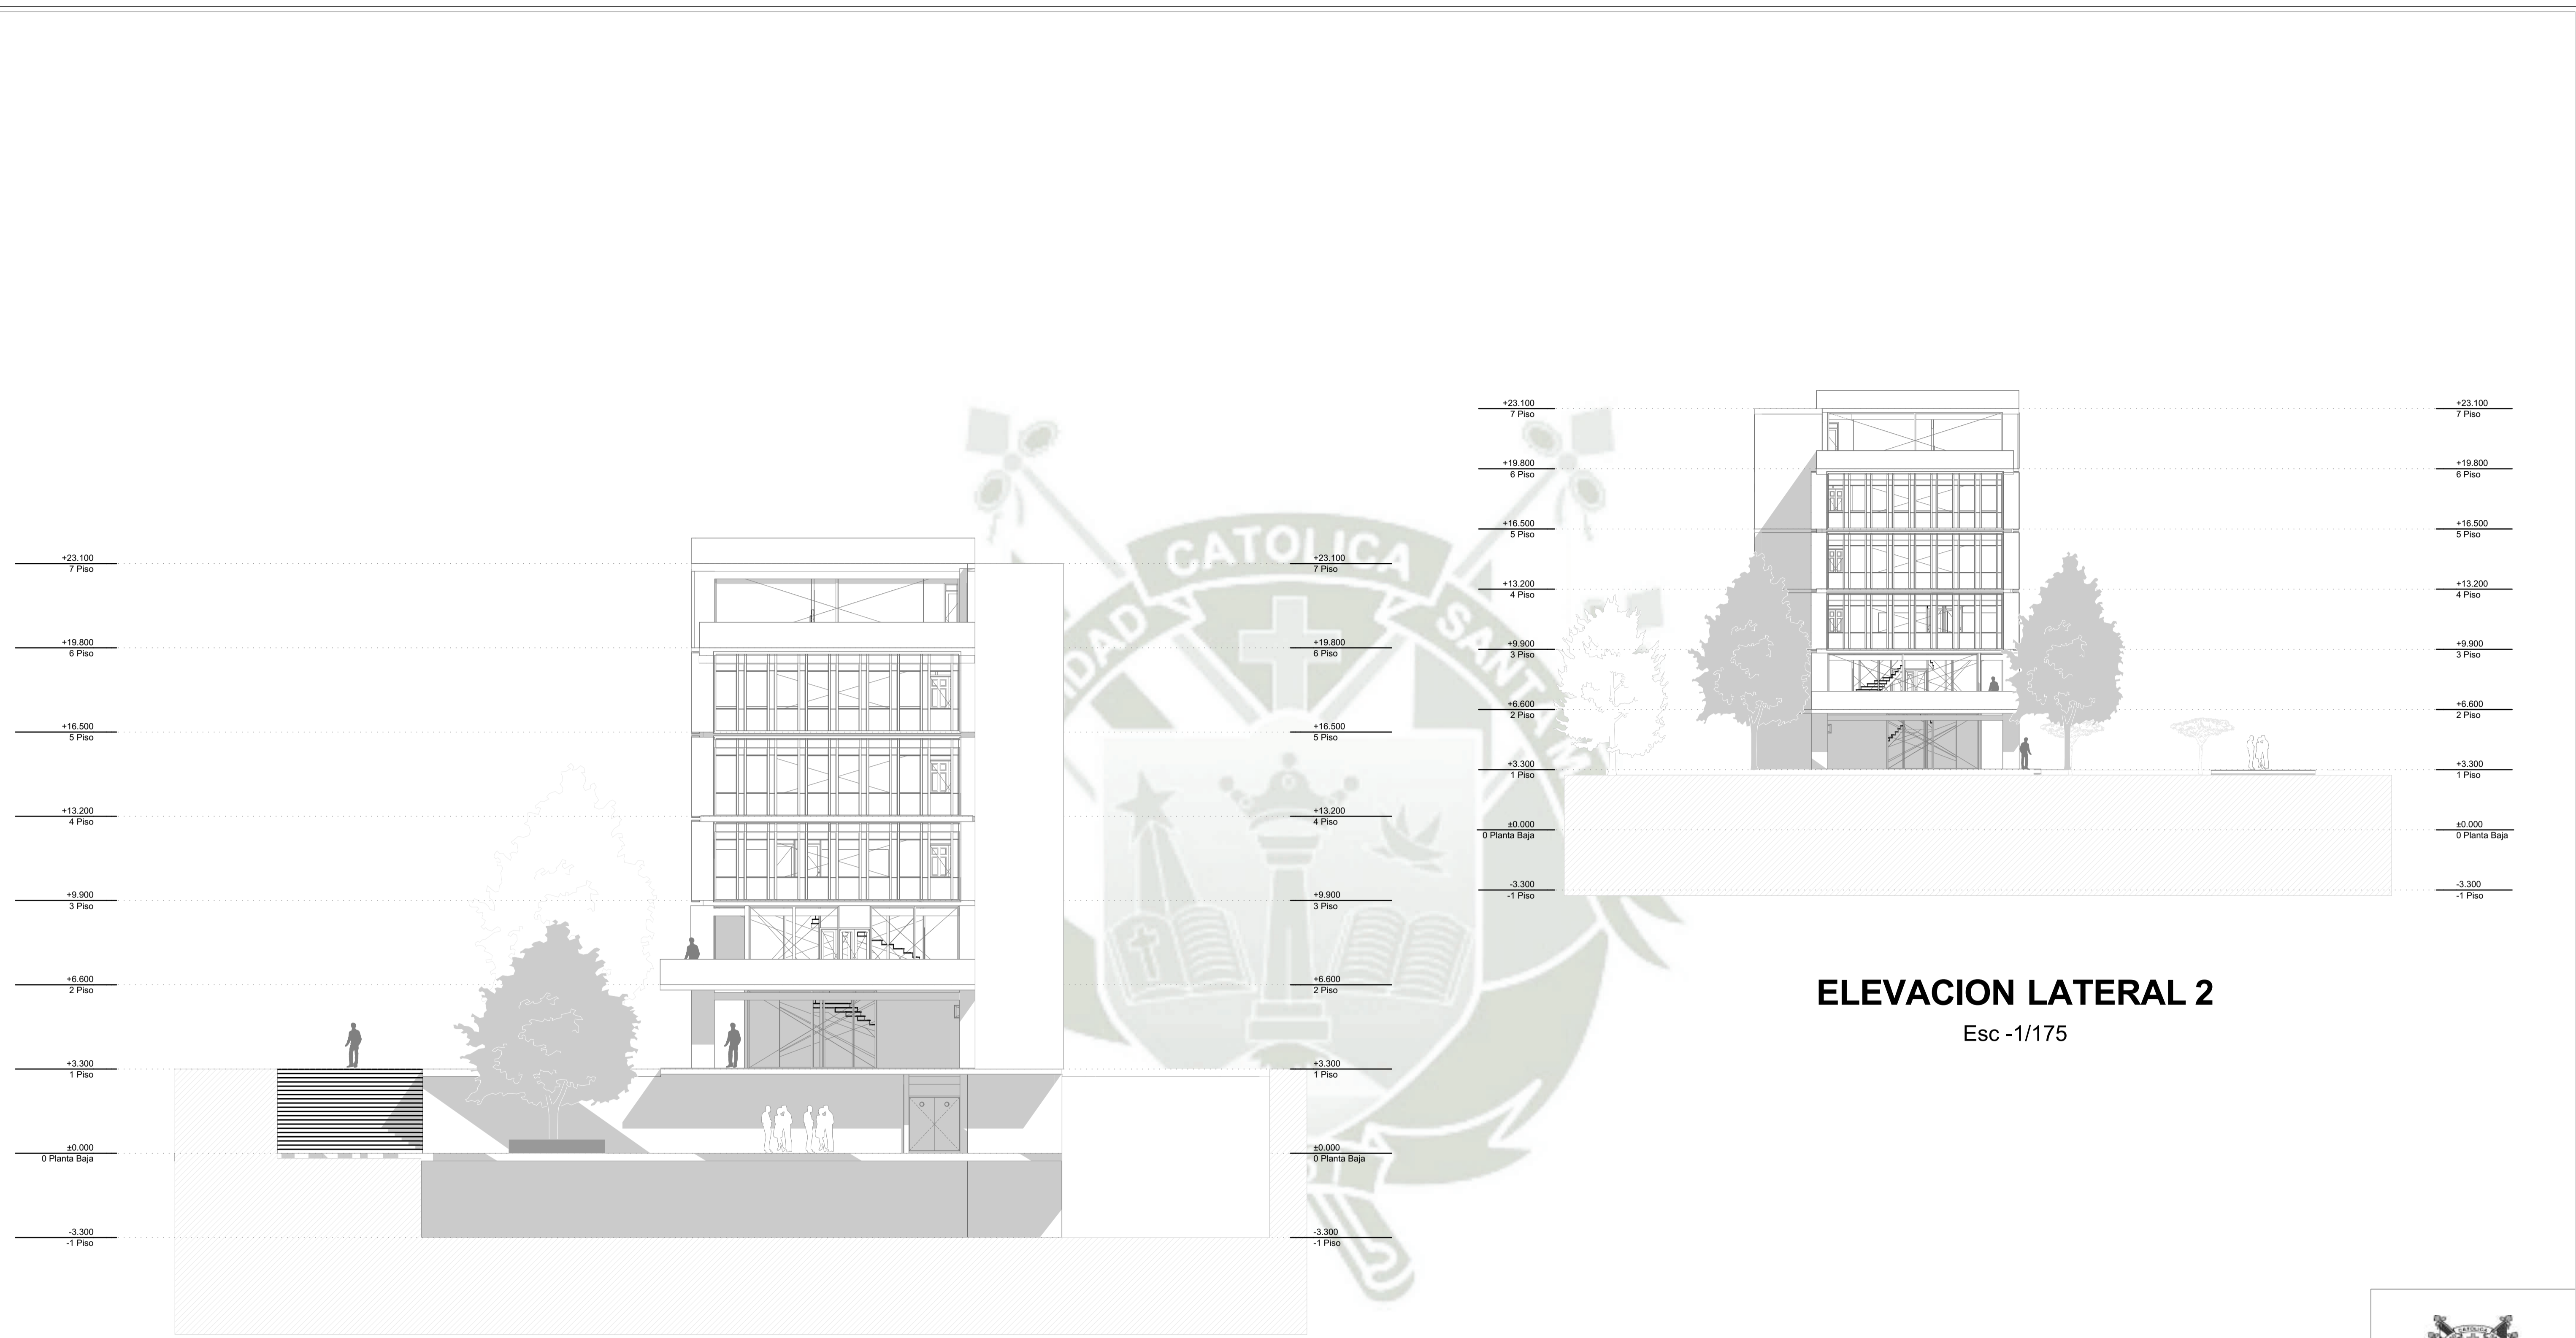 +23.100
7 Piso
+19.800
6 Piso
+16.500
5 Piso
+13.200
4 Piso
+9.900
3 Piso
+6.600
2 Piso
+3.300
1 Piso
±0.000
0 Planta Baja
-3.300
-1 Piso
+23.100
7 Piso
+19.800
6 Piso
+16.500
5 Piso
+13.200
4 Piso
+9.900
3 Piso
+6.600
2 Piso
+3.300
1 Piso
±0.000
0 Planta Baja
-3.300
-1 Piso
CATOLICA
+23.100
7 Piso
+19.800
6 Piso
+16.500
5 Piso
+13.200
4 Piso
+9.900
3 Piso
+6.600
2 Piso
+3.300
1 Piso
±0.000
0 Planta Baja
-3.300
-1 Piso
+23.100
7 Piso
+19.800
6 Piso
+16.500
5 Piso
+13.200
4 Piso
+9.900
3 Piso
+6.600
2 Piso
+3.300
1 Piso
±0.000
0 Planta Baja
-3.300
-1 Piso
ELEVACION LATERAL 2
Esc -1/175
CATOLICA